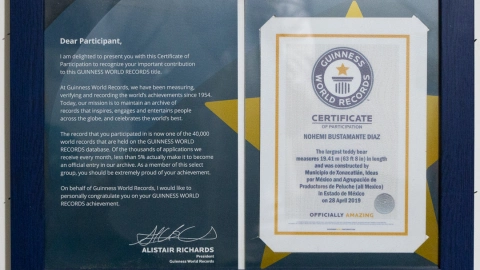 Dear Participant,
I am delighted to present you with this Certificate of
Participation to recognise your important contribution
to this GUINNESS WORLD RECORDS title.
At Guinness World Records, we have been measuring,
verifying and recording the world's achievements since 1954.
Today, our mission is to maintain an archive of
records that inspires, engages and entertains people
across the globe, and celebrates the world's best.
The record that you participated in is now one of the 40,000
world records that are held on the GUINNESS WORLD
RECORDS database. Of the thousands of applications we
receive every month, less than 5% actually make it to become
an official entry in our archive. As a member of this select
group, you should be extremely proud of your achievement.
On behalf of Guinness World Records, I would like to
personally congratulate you on your GUINNESS WORLD
RECORDS achievement.
ALISTAIR RICHARDS
President
Guinness World Records
GUINNESS
WORLD
RECORDS
CERTIFICATE
OF PARTICIPATION
NOHEMI BUSTAMANTE DIAZ
The largest teddy bear
measures 19.41 m (63 ft 8 in) in length
and was constructed by
Municipio de Xonacatlán, Ideas
por México and Agrupación de
Productores de Peluche (all Mexico)
in Estado de México
on 28 April 2019
OFFICIALLY AMAZING